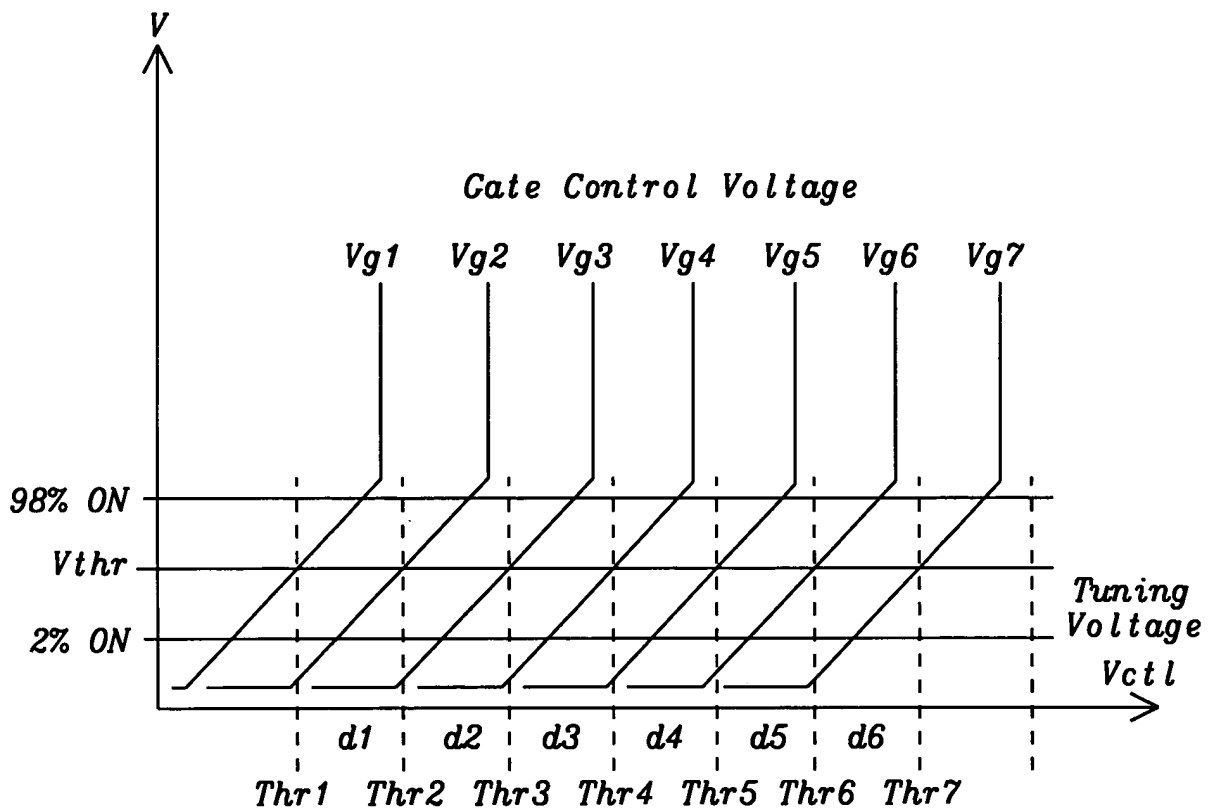 V
Gate Control Voltage
Vg1 Vg2 Vg3 Vg4 Vg5 Vg6 Vg7
98% ON
Vthr
2% ON
Tuning
Voltage
Vctl
d1 d2 d3 d4 d5 d6
Thr1 Thr2 Thr3 Thr4 Thr5 Thr6 Thr7